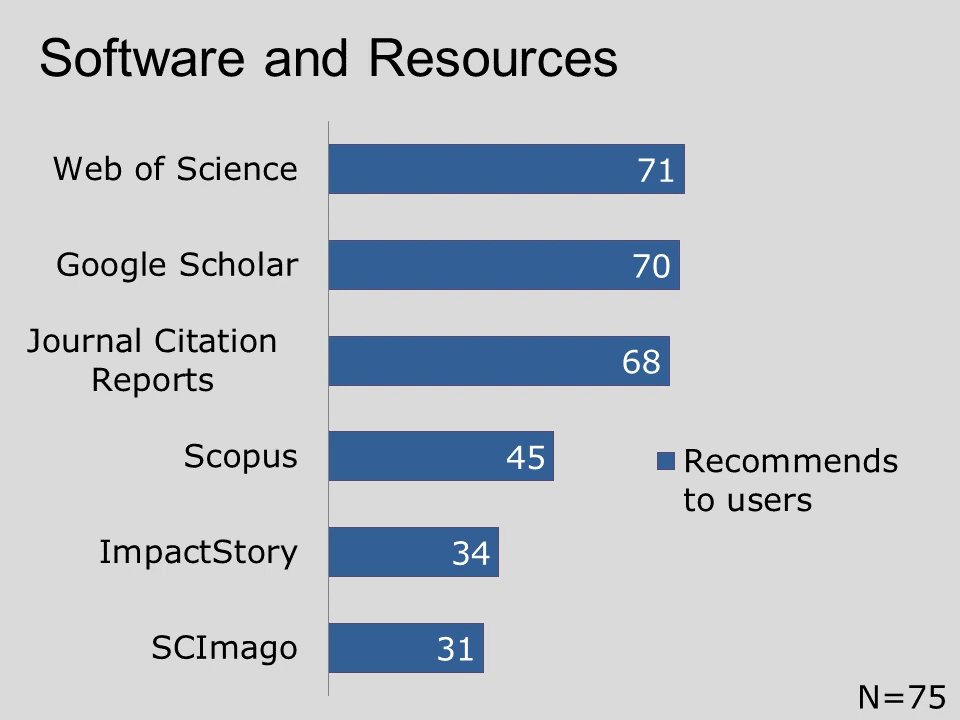 Software and Resources
Web of Science
71
Google Scholar
70
Journal Citation
Reports
68
Scopus
45
Recommends
to users
ImpactStory
34
SCImago
31
N=75